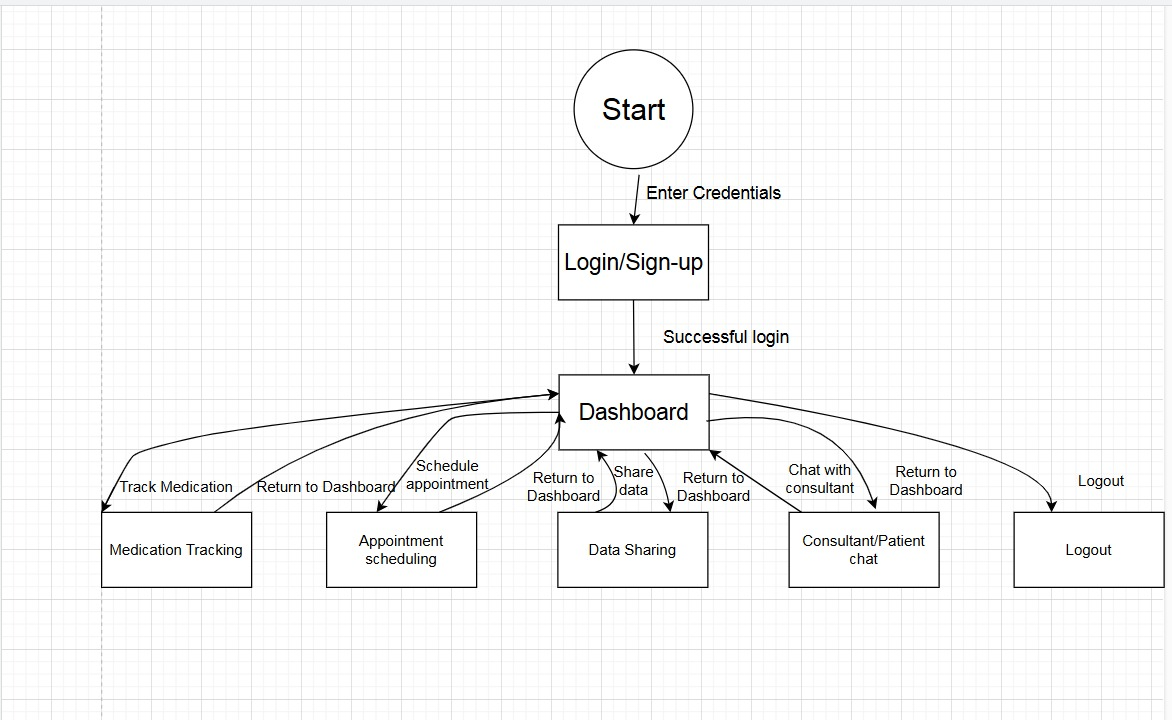 Start
Enter Credentials
Login/Sign-up
Successful login
Dashboard
Track Medication
Return to Dashboard
Schedule
appointment
Return to
Dashboard
Share
data
Return to
Dashboard
Chat with
consultant
Return to
Dashboard
Logout
Medication Tracking
Appointment
scheduling
Data Sharing
Consultant/Patient
chat
Logout